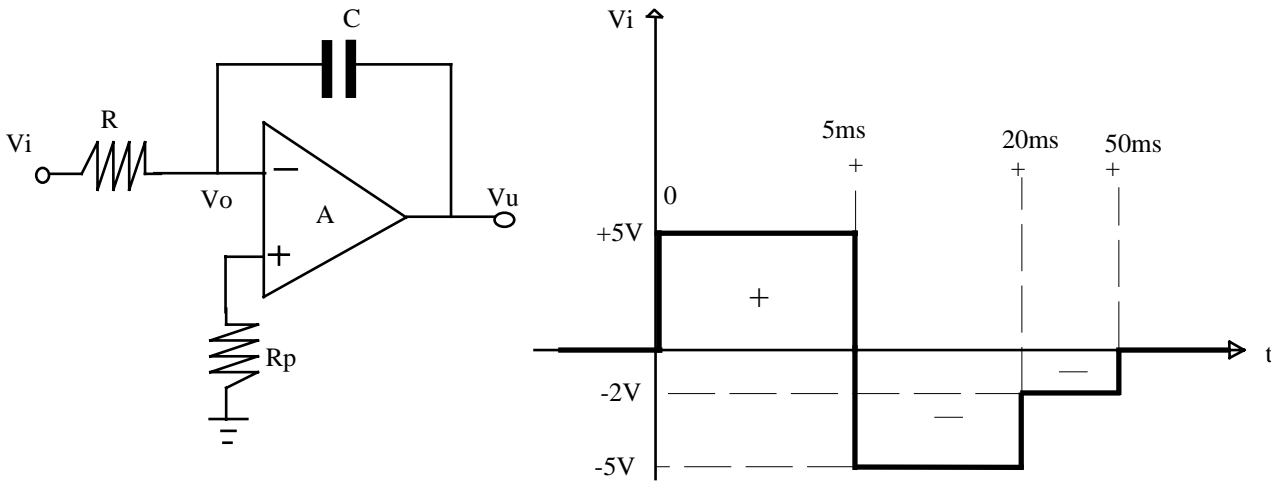 C
R
Vi
Vo
−
A
+
Vu
Rp
Vi
5ms
+
20ms
+
50ms
+
0
+5V
+
t
-2V
−
−
-5V